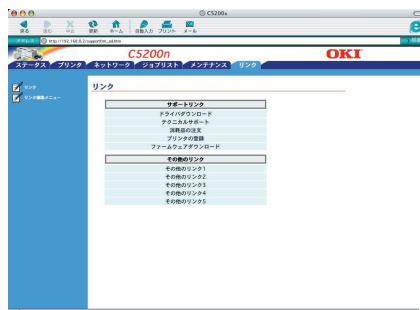 C5200n
戻る 進む 中止 更新 ホーム 自動入力 プリント メール
アドレス http://192.168.0.2/supportfm_ad.htm
C5200n
OKI
ステータス プリンタ ネットワーク ジョブリスト メンテナンス リンク
リンク
リンク編集メニュー
リンク
サポートリンク
ドライバダウンロード
テクニカルサポート
消耗品の注文
プリンタの登録
ファームウェアダウンロード
その他のリンク
その他のリンク1
その他のリンク2
その他のリンク3
その他のリンク4
その他のリンク5